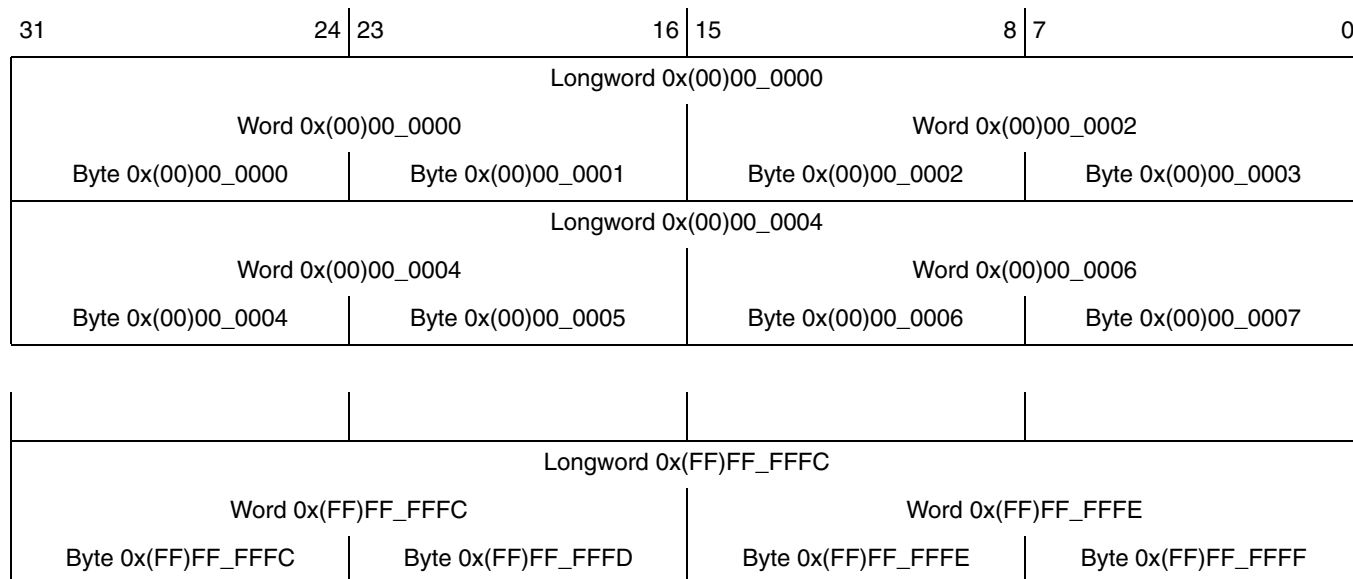 31 24 23 16 15 8 7 0
Longword 0x(00)00_0000
Word 0x(00)00_0000 Word 0x(00)00_0002
Byte 0x(00)00_0000 Byte 0x(00)00_0001 Byte 0x(00)00_0002 Byte 0x(00)00_0003
Longword 0x(00)00_0004
Word 0x(00)00_0004 Word 0x(00)00_0006
Byte 0x(00)00_0004 Byte 0x(00)00_0005 Byte 0x(00)00_0006 Byte 0x(00)00_0007
Longword 0x(FF)FF_FFFC
Word 0x(FF)FF_FFFC Word 0x(FF)FF_FFFE
Byte 0x(FF)FF_FFFC Byte 0x(FF)FF_FFFD Byte 0x(FF)FF_FFFE Byte 0x(FF)FF_FFFF